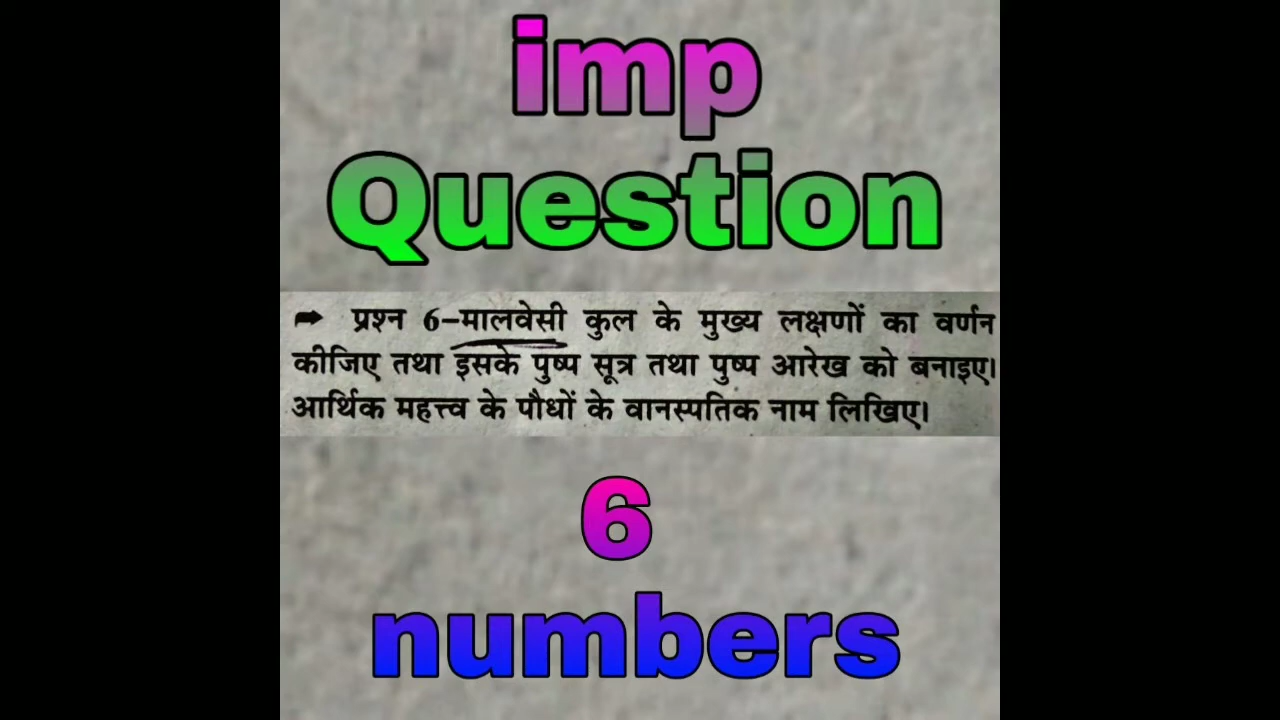 imp
Question
➡ प्रश्न 6–मालवेसी कुल के मुख्य लक्षणों का वर्णन
कीजिए तथा इसके पुष्प सूत्र तथा पुष्प आरेख को बनाइए।
आर्थिक महत्त्व के पौधों के वानस्पतिक नाम लिखिए।
6
numbers